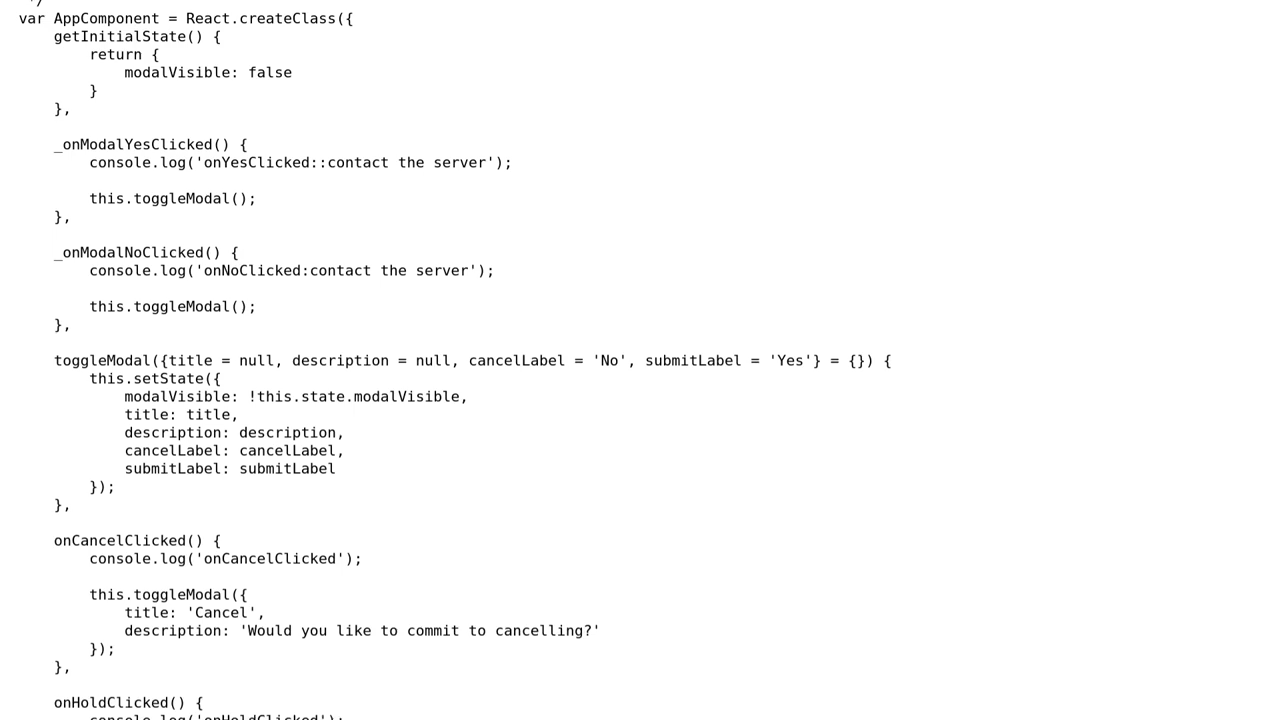 */
var AppComponent = React.createClass({
    getInitialState() {
        return {
            modalVisible: false
        }
    },

    _onModalYesClicked() {
        console.log('onYesClicked::contact the server');

        this.toggleModal();
    },

    _onModalNoClicked() {
        console.log('onNoClicked:contact the server');

        this.toggleModal();
    },

    toggleModal({title = null, description = null, cancelLabel = 'No', submitLabel = 'Yes'} = {}) {
        this.setState({
            modalVisible: !this.state.modalVisible,
            title: title,
            description: description,
            cancelLabel: cancelLabel,
            submitLabel: submitLabel
        });
    },

    onCancelClicked() {
        console.log('onCancelClicked');

        this.toggleModal({
            title: 'Cancel',
            description: 'Would you like to commit to cancelling?'
        });
    },

    onHoldClicked() {
        console.log('onHoldClicked');